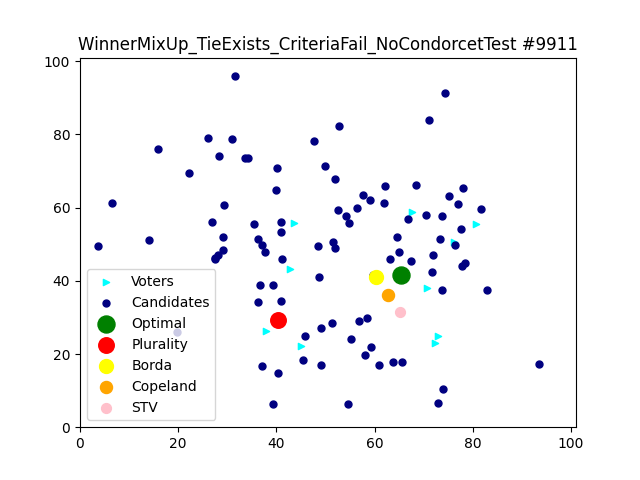 WinnerMixUp_TieExists_CriteriaFail_NoCondorcetTest #9911
100
80
60
40
20
0
Voters
Candidates
Optimal
Plurality
Borda
Copeland
STV
0 20 40 60 80 100